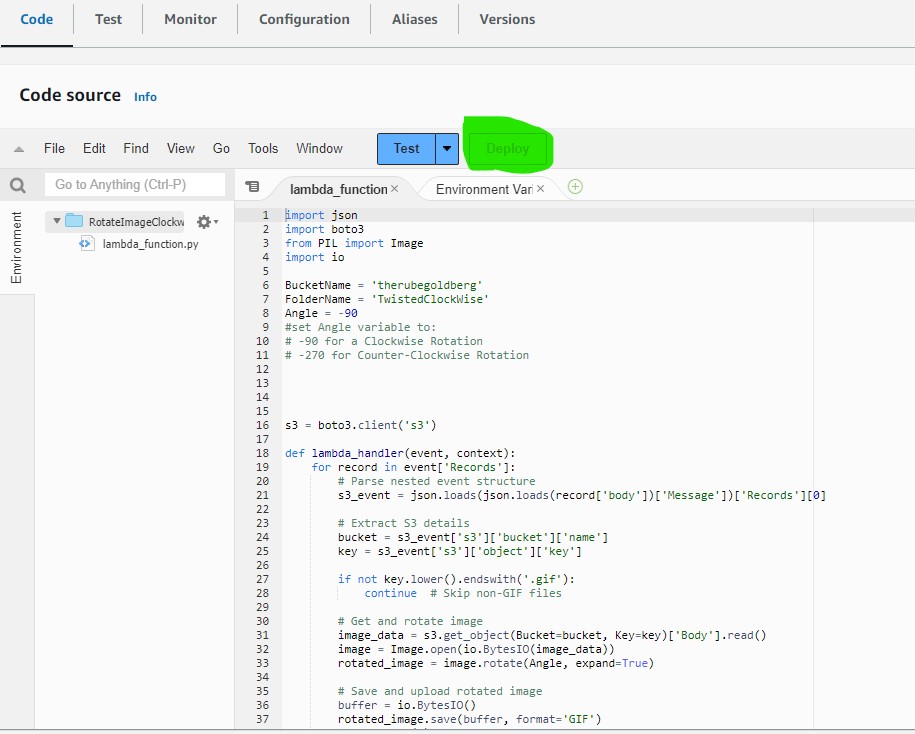 Code Test Monitor Configuration Aliases Versions
Code source Info
File Edit Find View Go Tools Window Test Deploy
Go to Anything (Ctrl-P)
lambda_function × Environment Vari ×
Environment
RotateImageClockw
lambda_function.py
1 import json
2 import boto3
3 from PIL import Image
4 import io
5
6 BucketName = 'therubegoldberg'
7 FolderName = 'TwistedClockWise'
8 Angle = -90
9 #set Angle variable to:
10 # -90 for a Clockwise Rotation
11 # -270 for Counter-Clockwise Rotation
12
13
14
15
16 s3 = boto3.client('s3')
17
18 def lambda_handler(event, context):
19     for record in event['Records']:
20         # Parse nested event structure
21         s3_event = json.loads(json.loads(record['body'])['Message'])['Records'][0]
22
23         # Extract S3 details
24         bucket = s3_event['s3']['bucket']['name']
25         key = s3_event['s3']['object']['key']
26
27         if not key.lower().endswith('.gif'):
28             continue  # Skip non-GIF files
29
30         # Get and rotate image
31         image_data = s3.get_object(Bucket=bucket, Key=key)['Body'].read()
32         image = Image.open(io.BytesIO(image_data))
33         rotated_image = image.rotate(Angle, expand=True)
34
35         # Save and upload rotated image
36         buffer = io.BytesIO()
37         rotated_image.save(buffer, format='GIF')